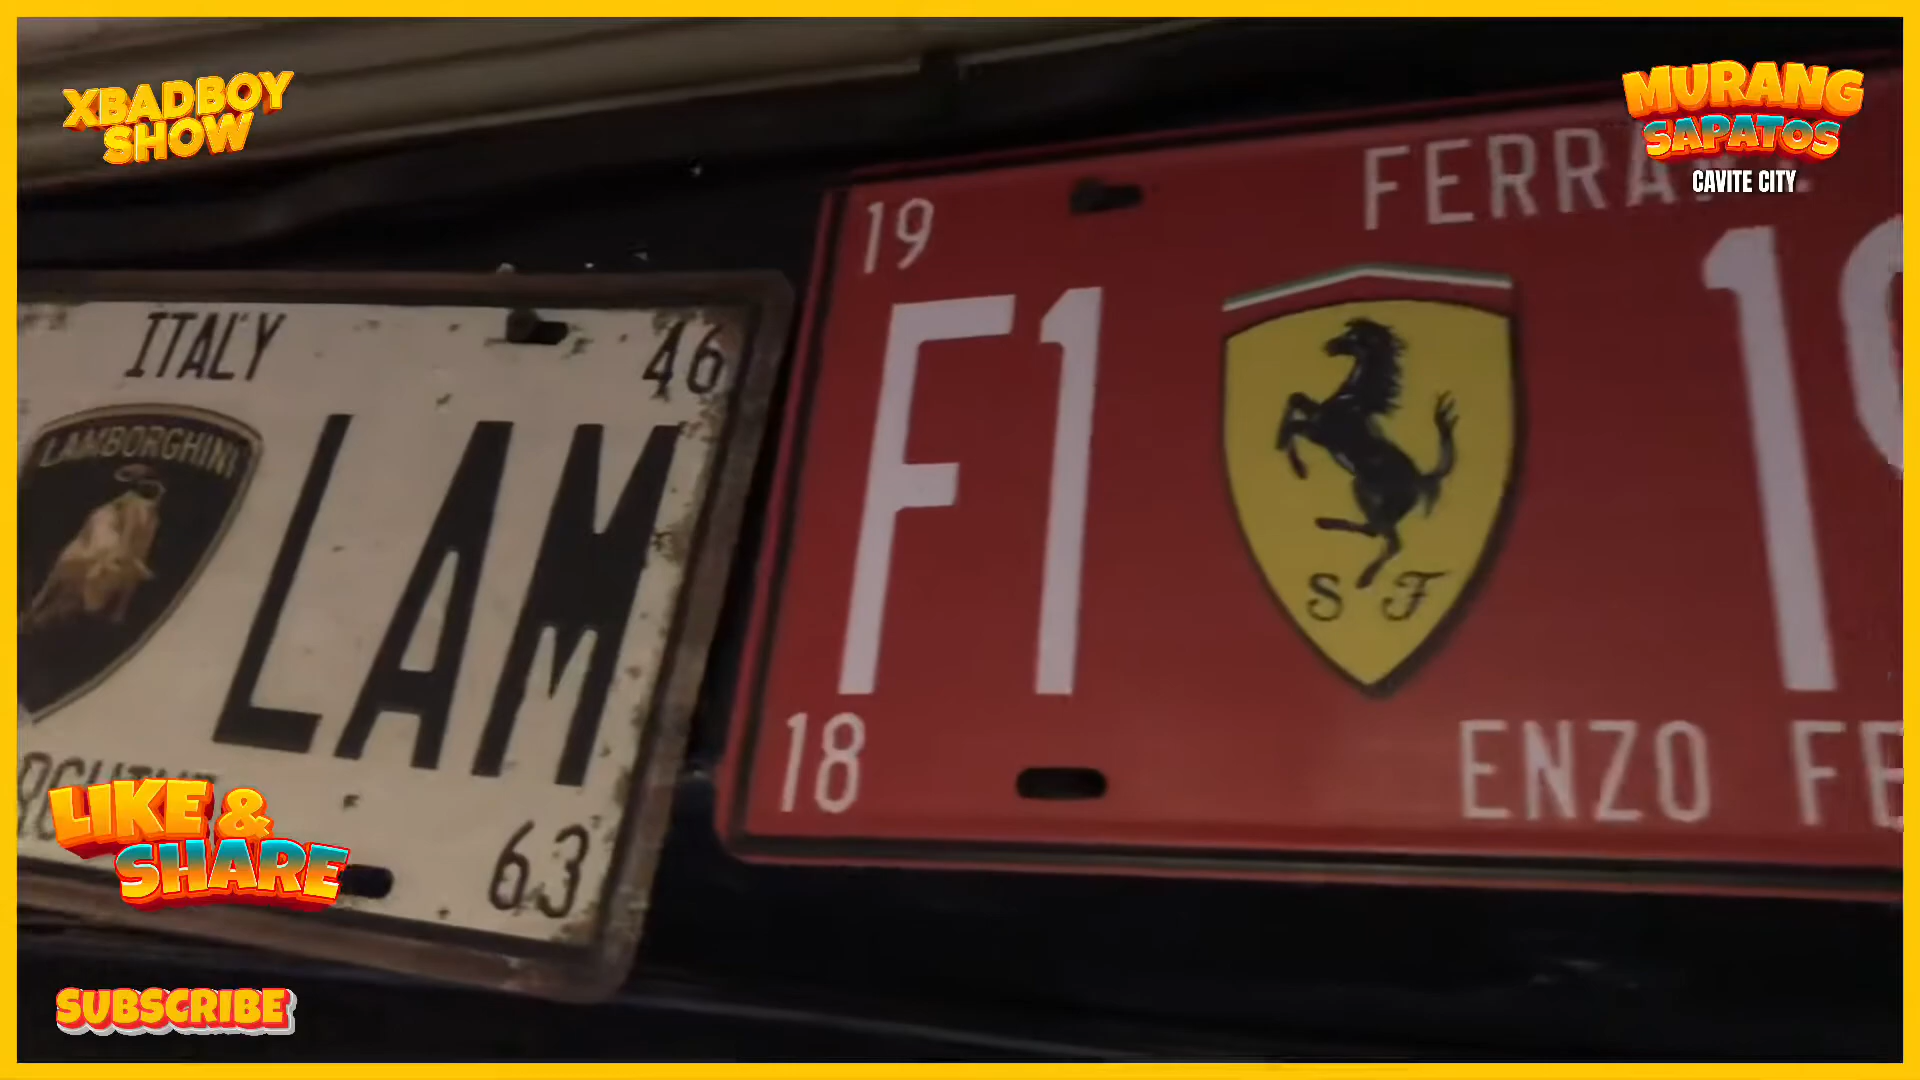 XBADBOY
SHOW
MURANG
SAPATOS
CAVITE CITY
ITALY
46
LAMBORGHINI
LAM
63
19
FERRA
F1
S F
18
ENZO FE
LIKE &
SHARE
SUBSCRIBE